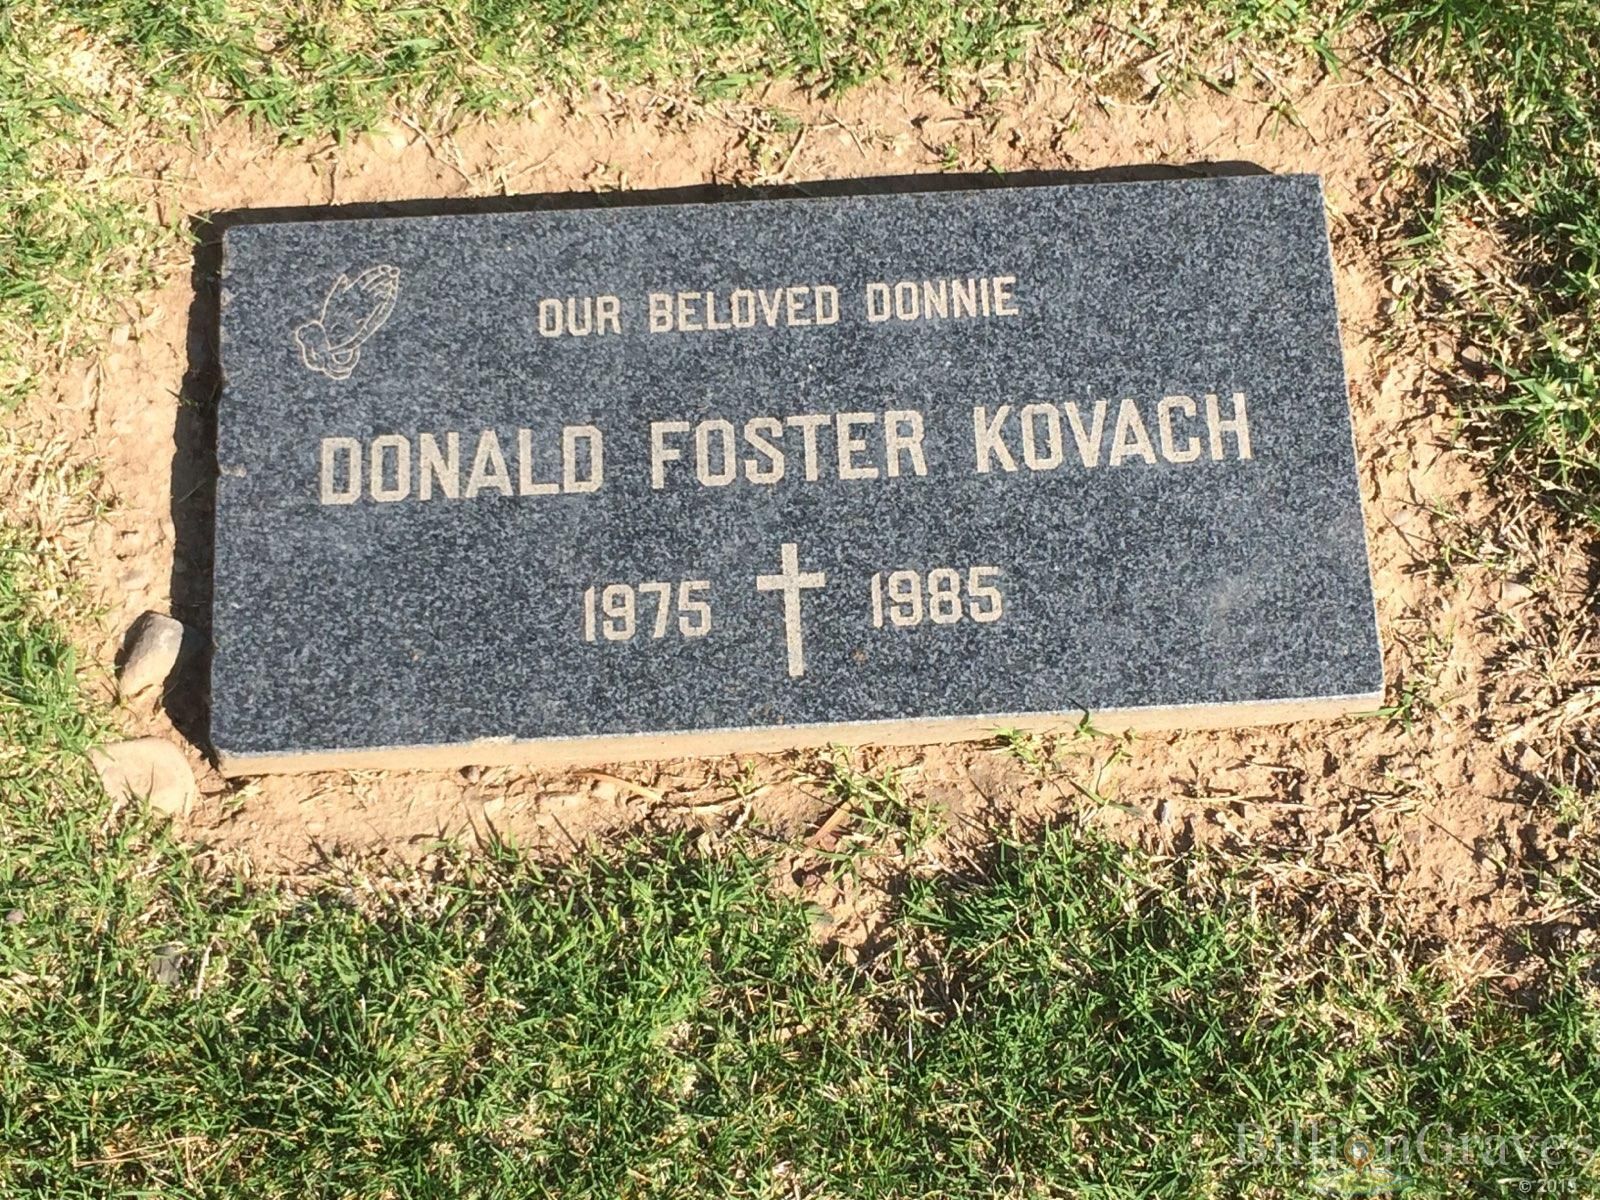 OUR BELOVED DONNIE
DONALD FOSTER KOVACH
1975 1985
BillionGraves